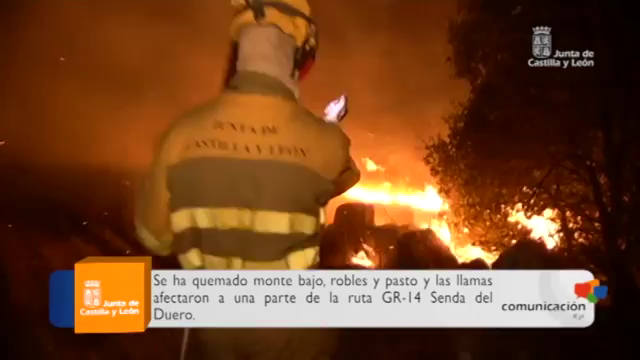 Junta de
Castilla y León
JUNTA DE
CASTILLA Y LEÓN
Junta de
Castilla y León
Se ha quemado monte bajo, robles y pasto y las llamas
afectaron a una parte de la ruta GR-14 Senda del
Duero.
comunicación